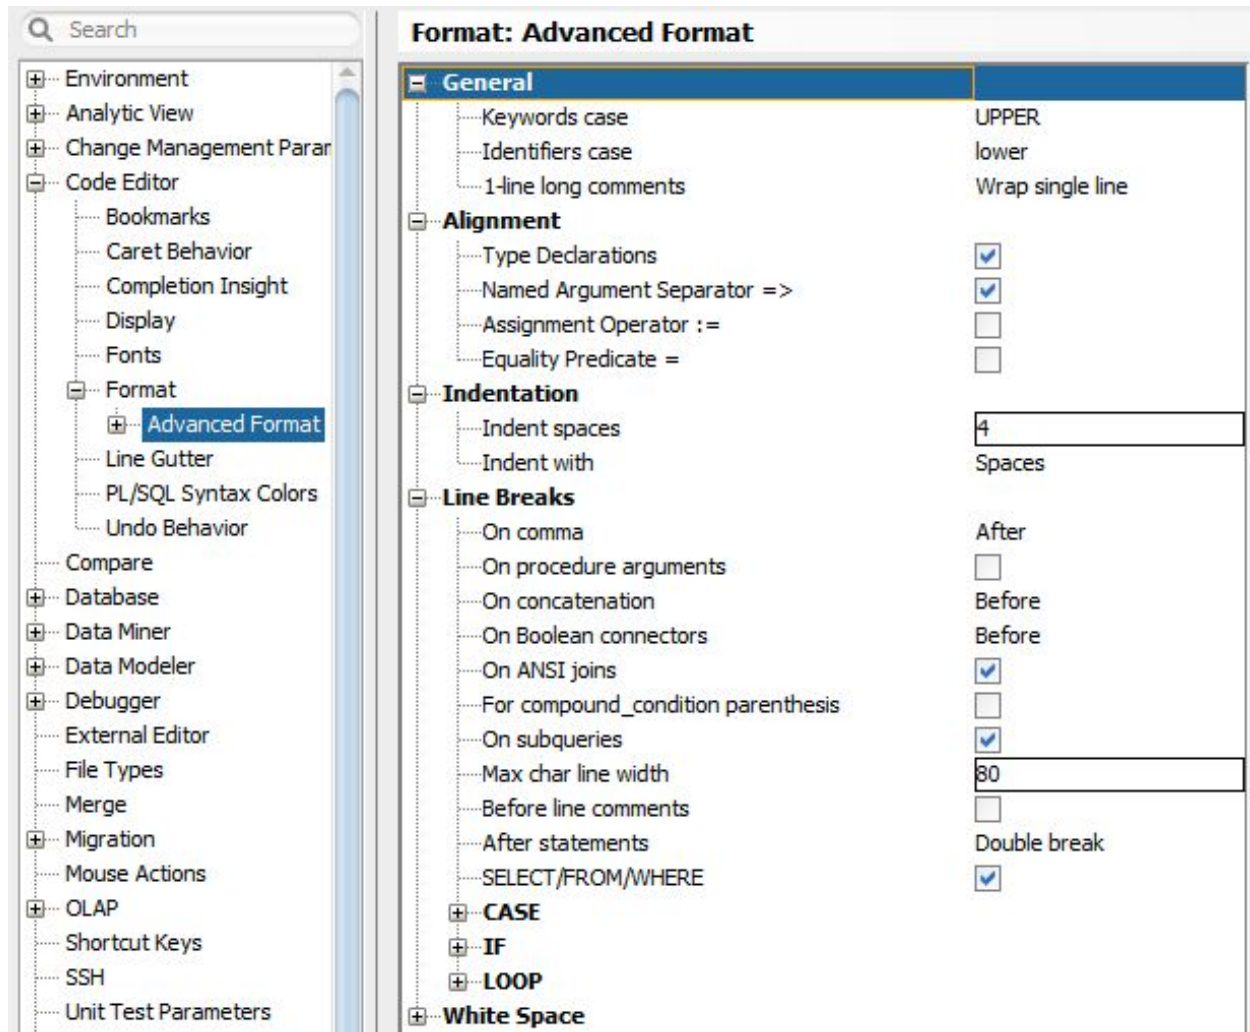 Search
Environment
Analytic View
Change Management Param
Code Editor
Bookmarks
Caret Behavior
Completion Insight
Display
Fonts
Format
Advanced Format
Line Gutter
PL/SQL Syntax Colors
Undo Behavior
Compare
Database
Data Miner
Data Modeler
Debugger
External Editor
File Types
Merge
Migration
Mouse Actions
OLAP
Shortcut Keys
SSH
Unit Test Parameters
Format: Advanced Format
General
Keywords case UPPER
Identifiers case lower
1-line long comments Wrap single line
Alignment
Type Declarations
Named Argument Separator =>
Assignment Operator :=
Equality Predicate =
Indentation
Indent spaces 4
Indent with Spaces
Line Breaks
On comma After
On procedure arguments
On concatenation Before
On Boolean connectors Before
On ANSI joins
For compound_condition parenthesis
On subqueries
Max char line width 80
Before line comments
After statements Double break
SELECT/FROM/WHERE
CASE
IF
LOOP
White Space